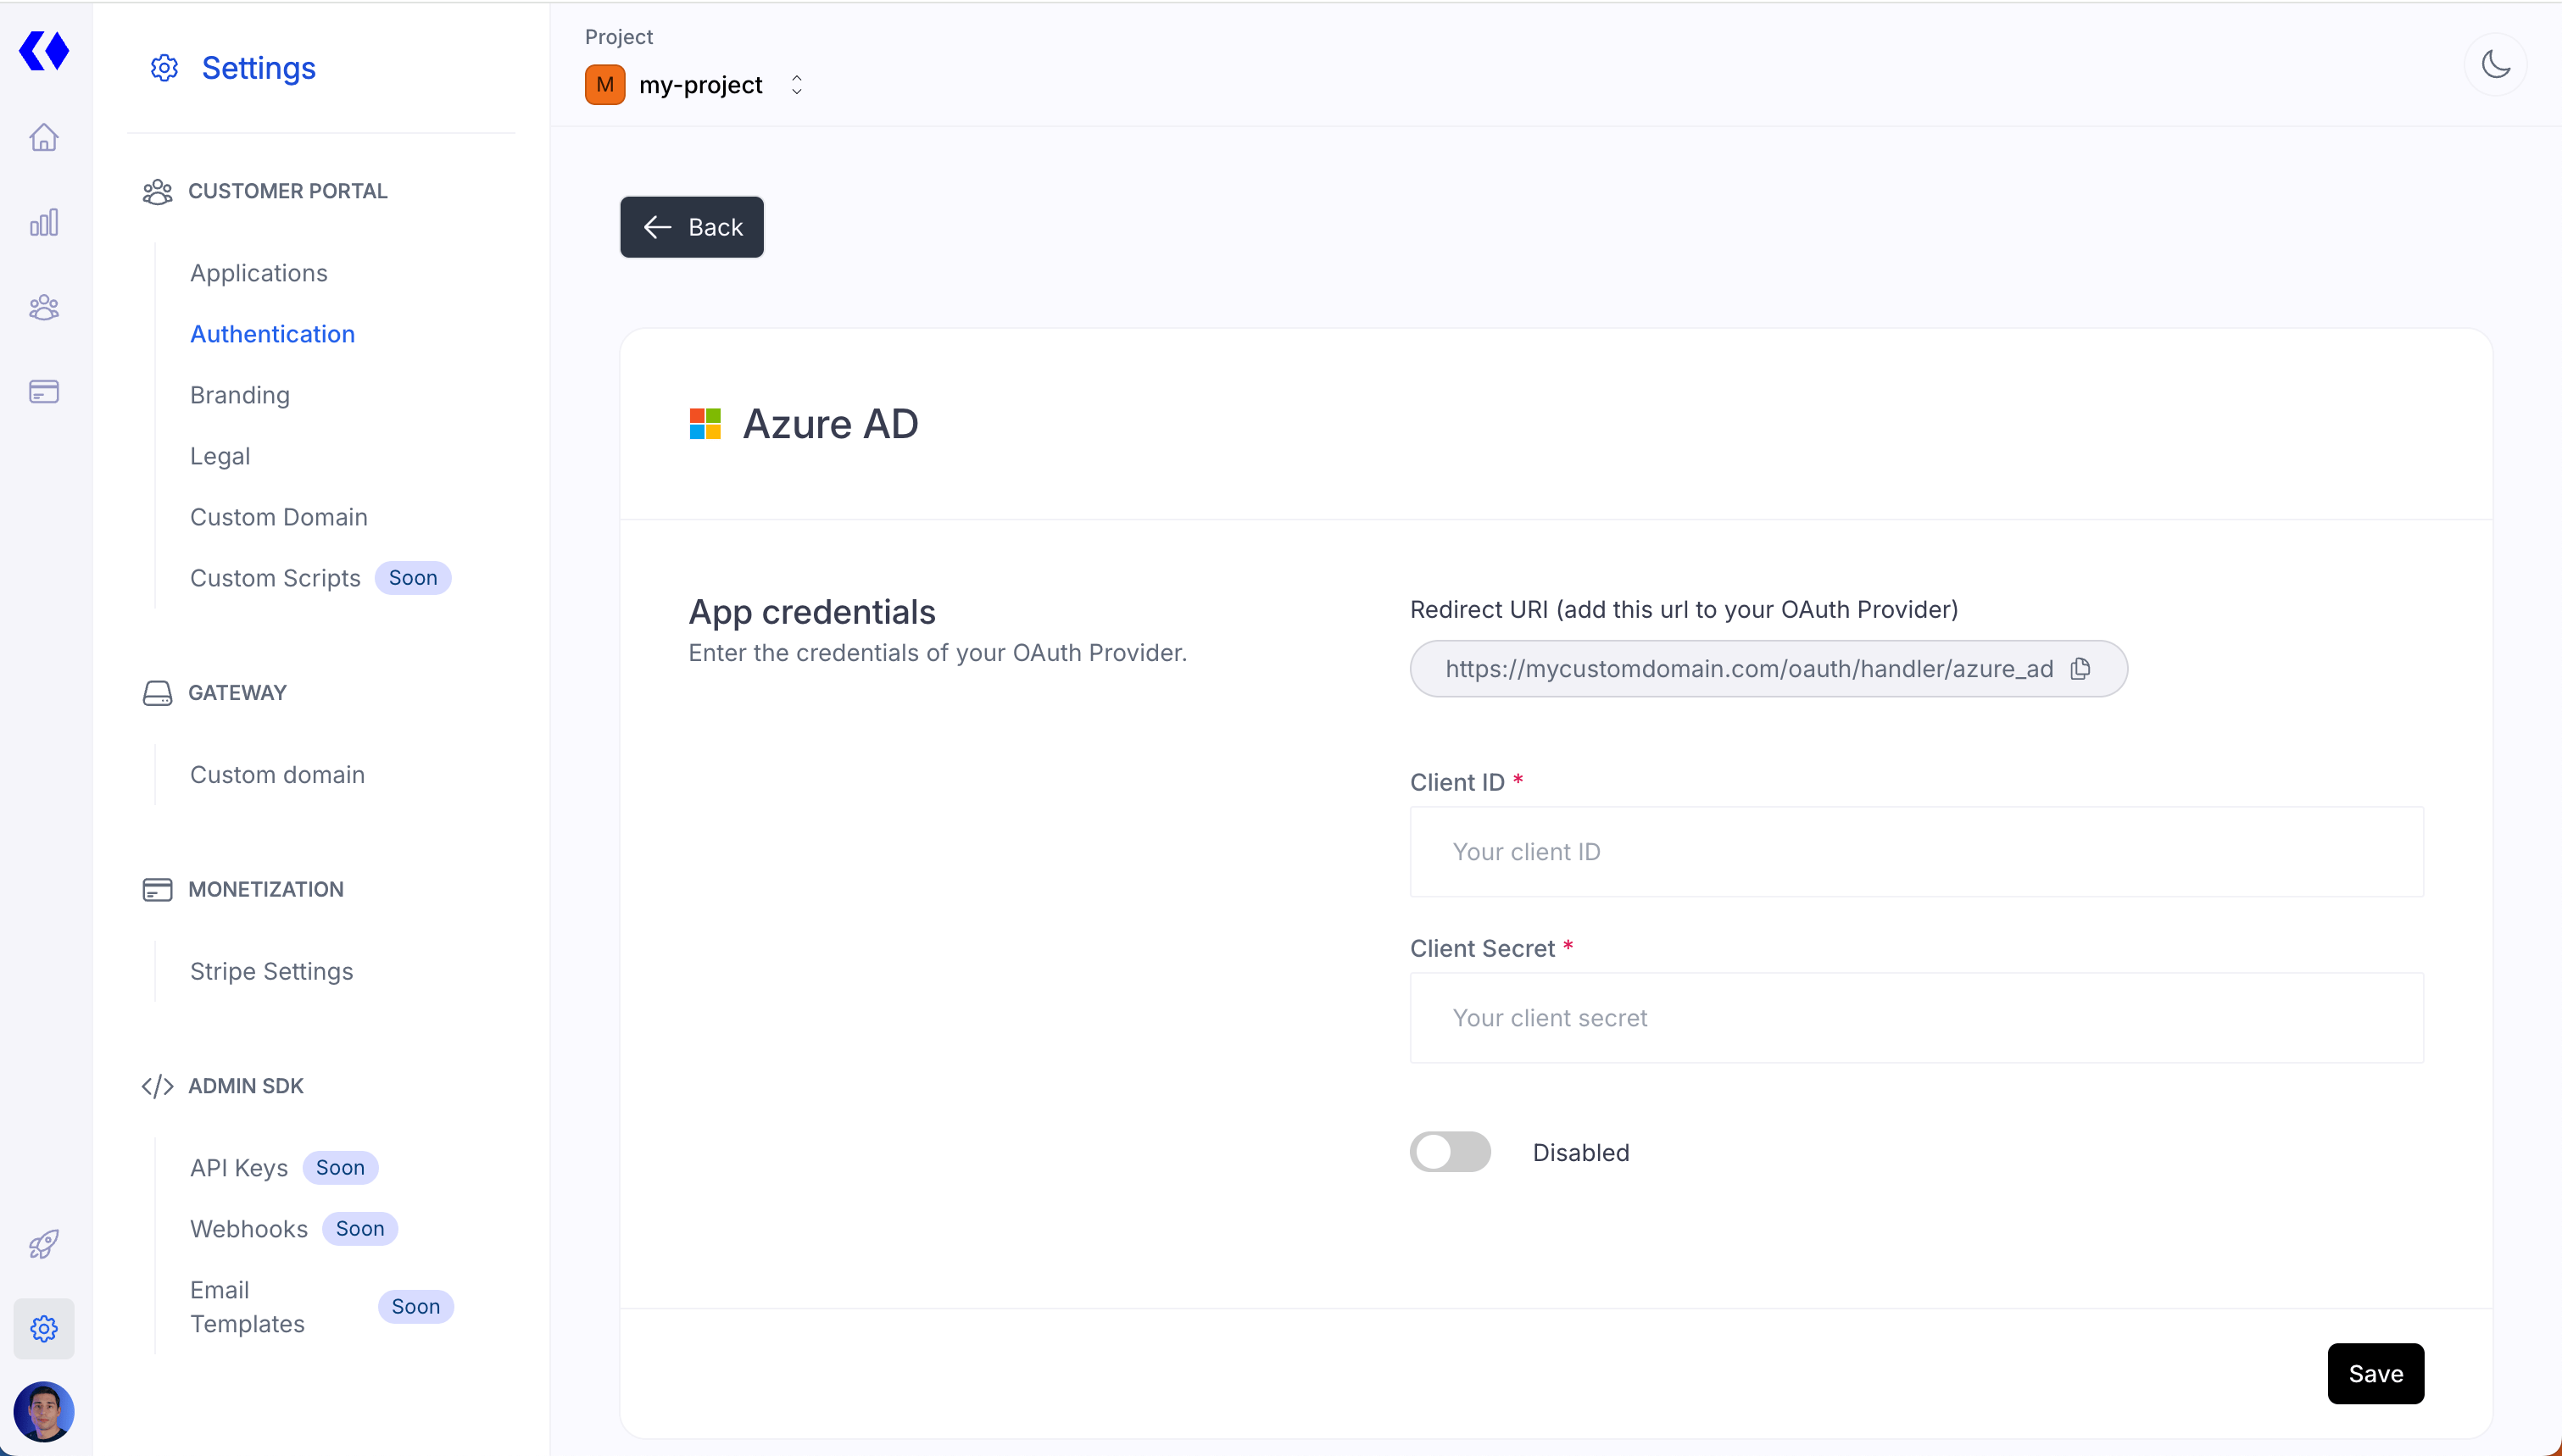 Settings
CUSTOMER PORTAL
Applications
Authentication
Branding
Legal
Custom Domain
Custom Scripts Soon
GATEWAY
Custom domain
MONETIZATION
Stripe Settings
ADMIN SDK
API Keys Soon
Webhooks Soon
Email
Templates
Soon
Project
M my-project
Back
Azure AD
App credentials
Enter the credentials of your OAuth Provider.
Redirect URI (add this url to your OAuth Provider)
https://mycustomdomain.com/oauth/handler/azure_ad
Client ID *
Your client ID
Client Secret *
Your client secret
Disabled
Save